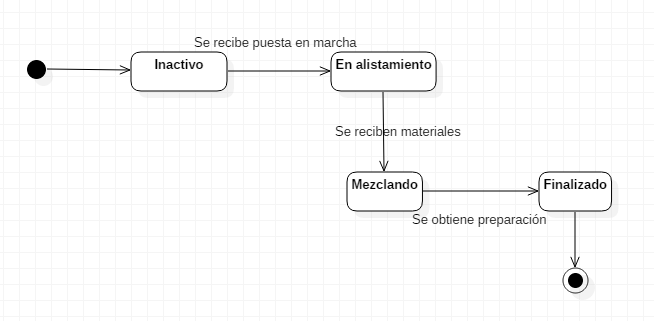 Se recibe puesta en marcha
Inactivo
En alistamiento
Se reciben materiales
Mezclando
Finalizado
Se obtiene preparación